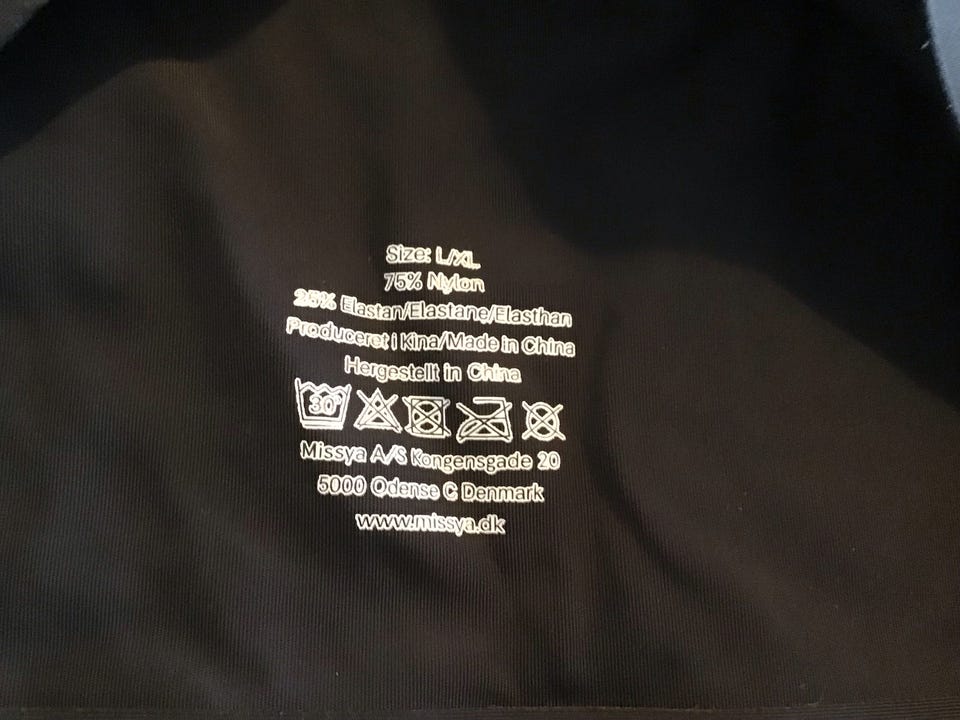 Size: L/XL
75% Nylon
25% Elastan/Elastane/Elasthan
Produceret i Kina/Made in China
Hergestellt in China
30°
Missya A/S Kongensgade 20
5000 Odense C Denmark
www.missya.dk